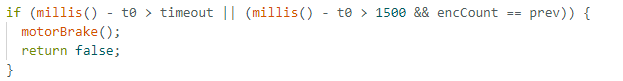 if (millis() - t0 > timeout || (millis() - t0 > 1500 && encCount == prev)) {
  motorBrake();
  return false;
}